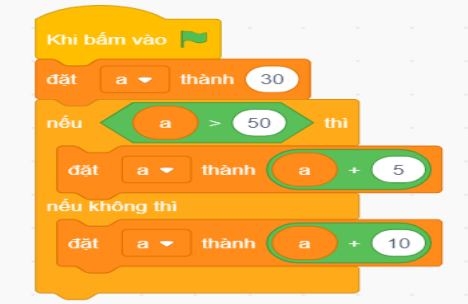 Khi bấm vào
đặt a thành 30
nếu a > 50 thì
đặt a thành a + 5
nếu không thì
đặt a thành a + 10